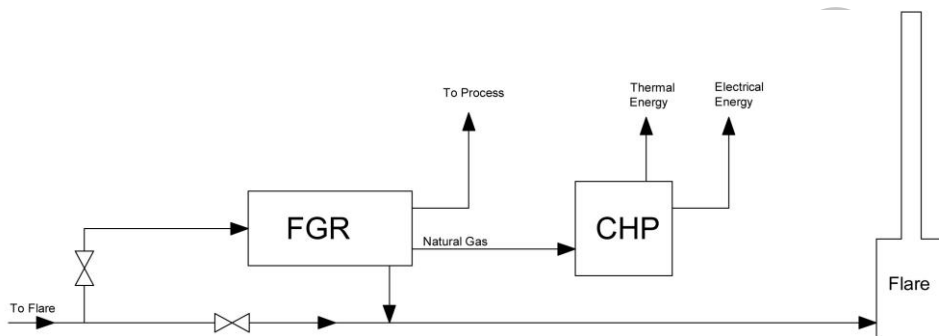 To Process
Thermal
Energy
Electrical
Energy
FGR
Natural Gas
CHP
To Flare
Flare